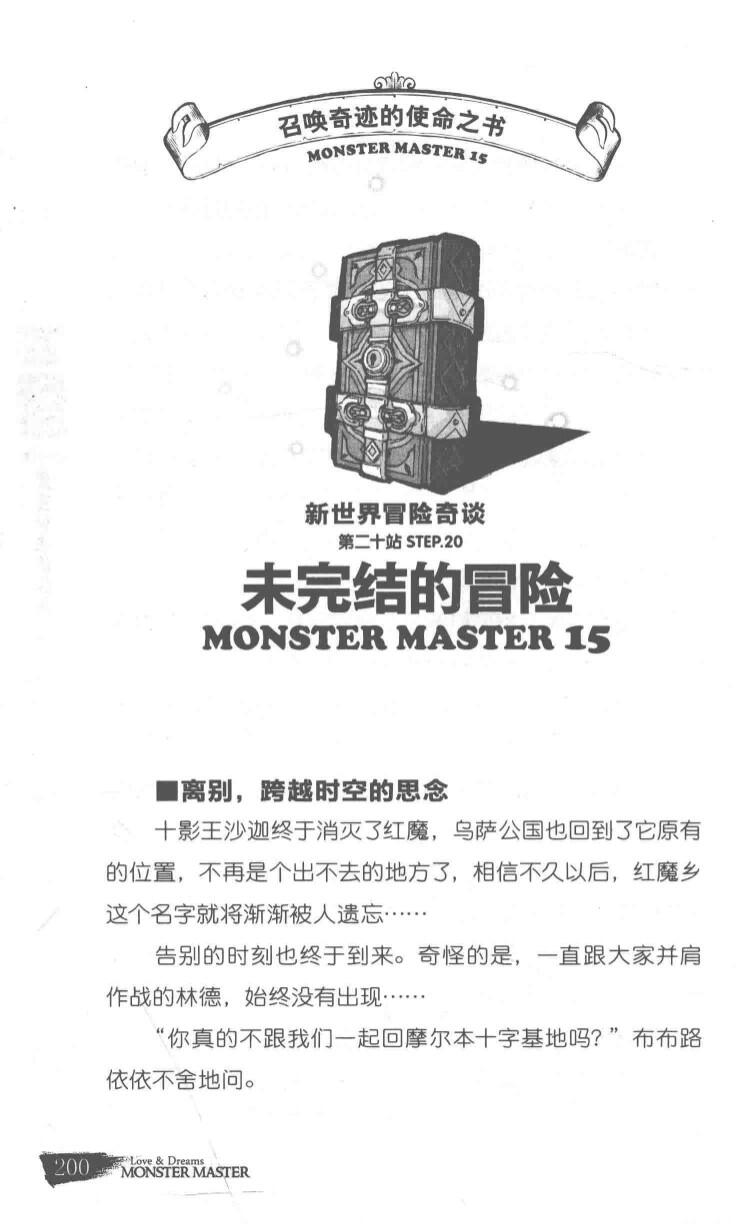 召唤奇迹的使命之书
MONSTER MASTER 15
新世界冒险奇谈
第二十站 STEP.20
未完结的冒险
MONSTER MASTER 15
■离别，跨越时空的思念
十影王沙迦终于消灭了红魔，乌萨公国也回到了它原有
的位置，不再是个出不去的地方了，相信不久以后，红魔乡
这个名字就将渐渐被人遗忘……
告别的时刻也终于到来。奇怪的是，一直跟大家并肩
作战的林德，始终没有出现……
“你真的不跟我们一起回摩尔本十字基地吗？”布布路
依依不舍地问。
200
Love & Dreams
MONSTER MASTER